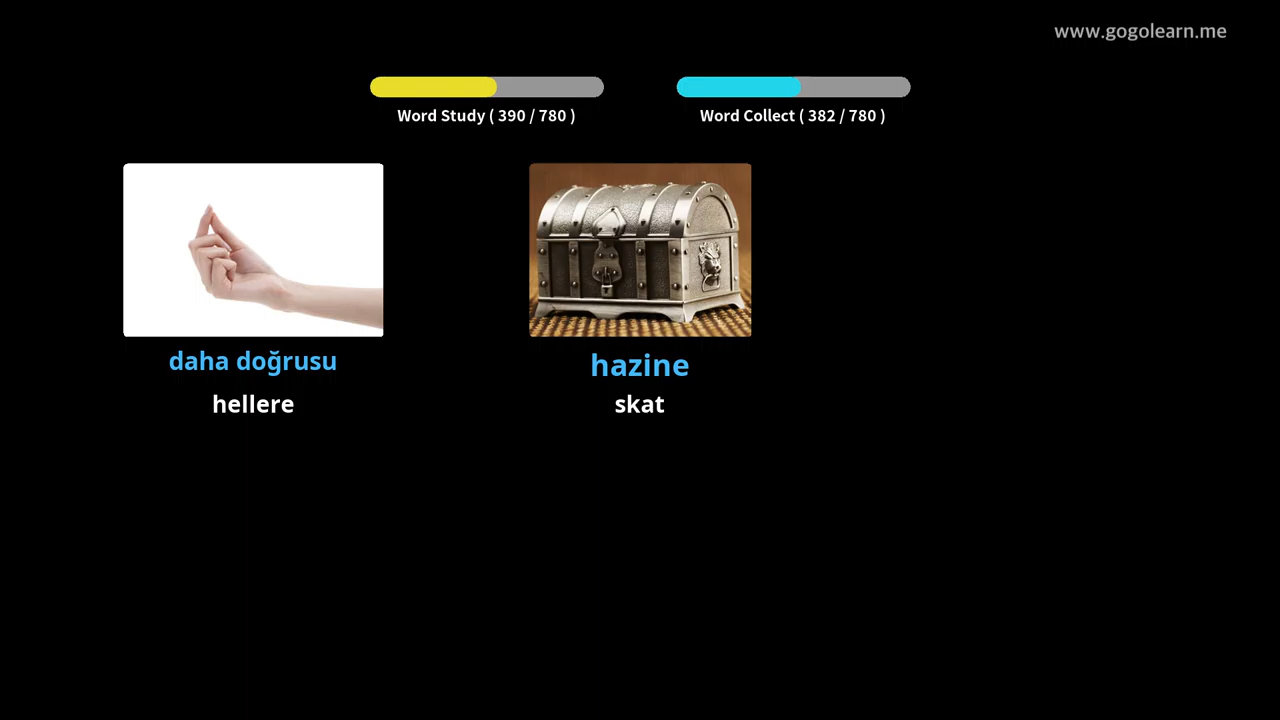 www.gogolearn.me
Word Study ( 390 / 780 )
Word Collect ( 382 / 780 )
daha doğrusu
hellere
hazine
skat